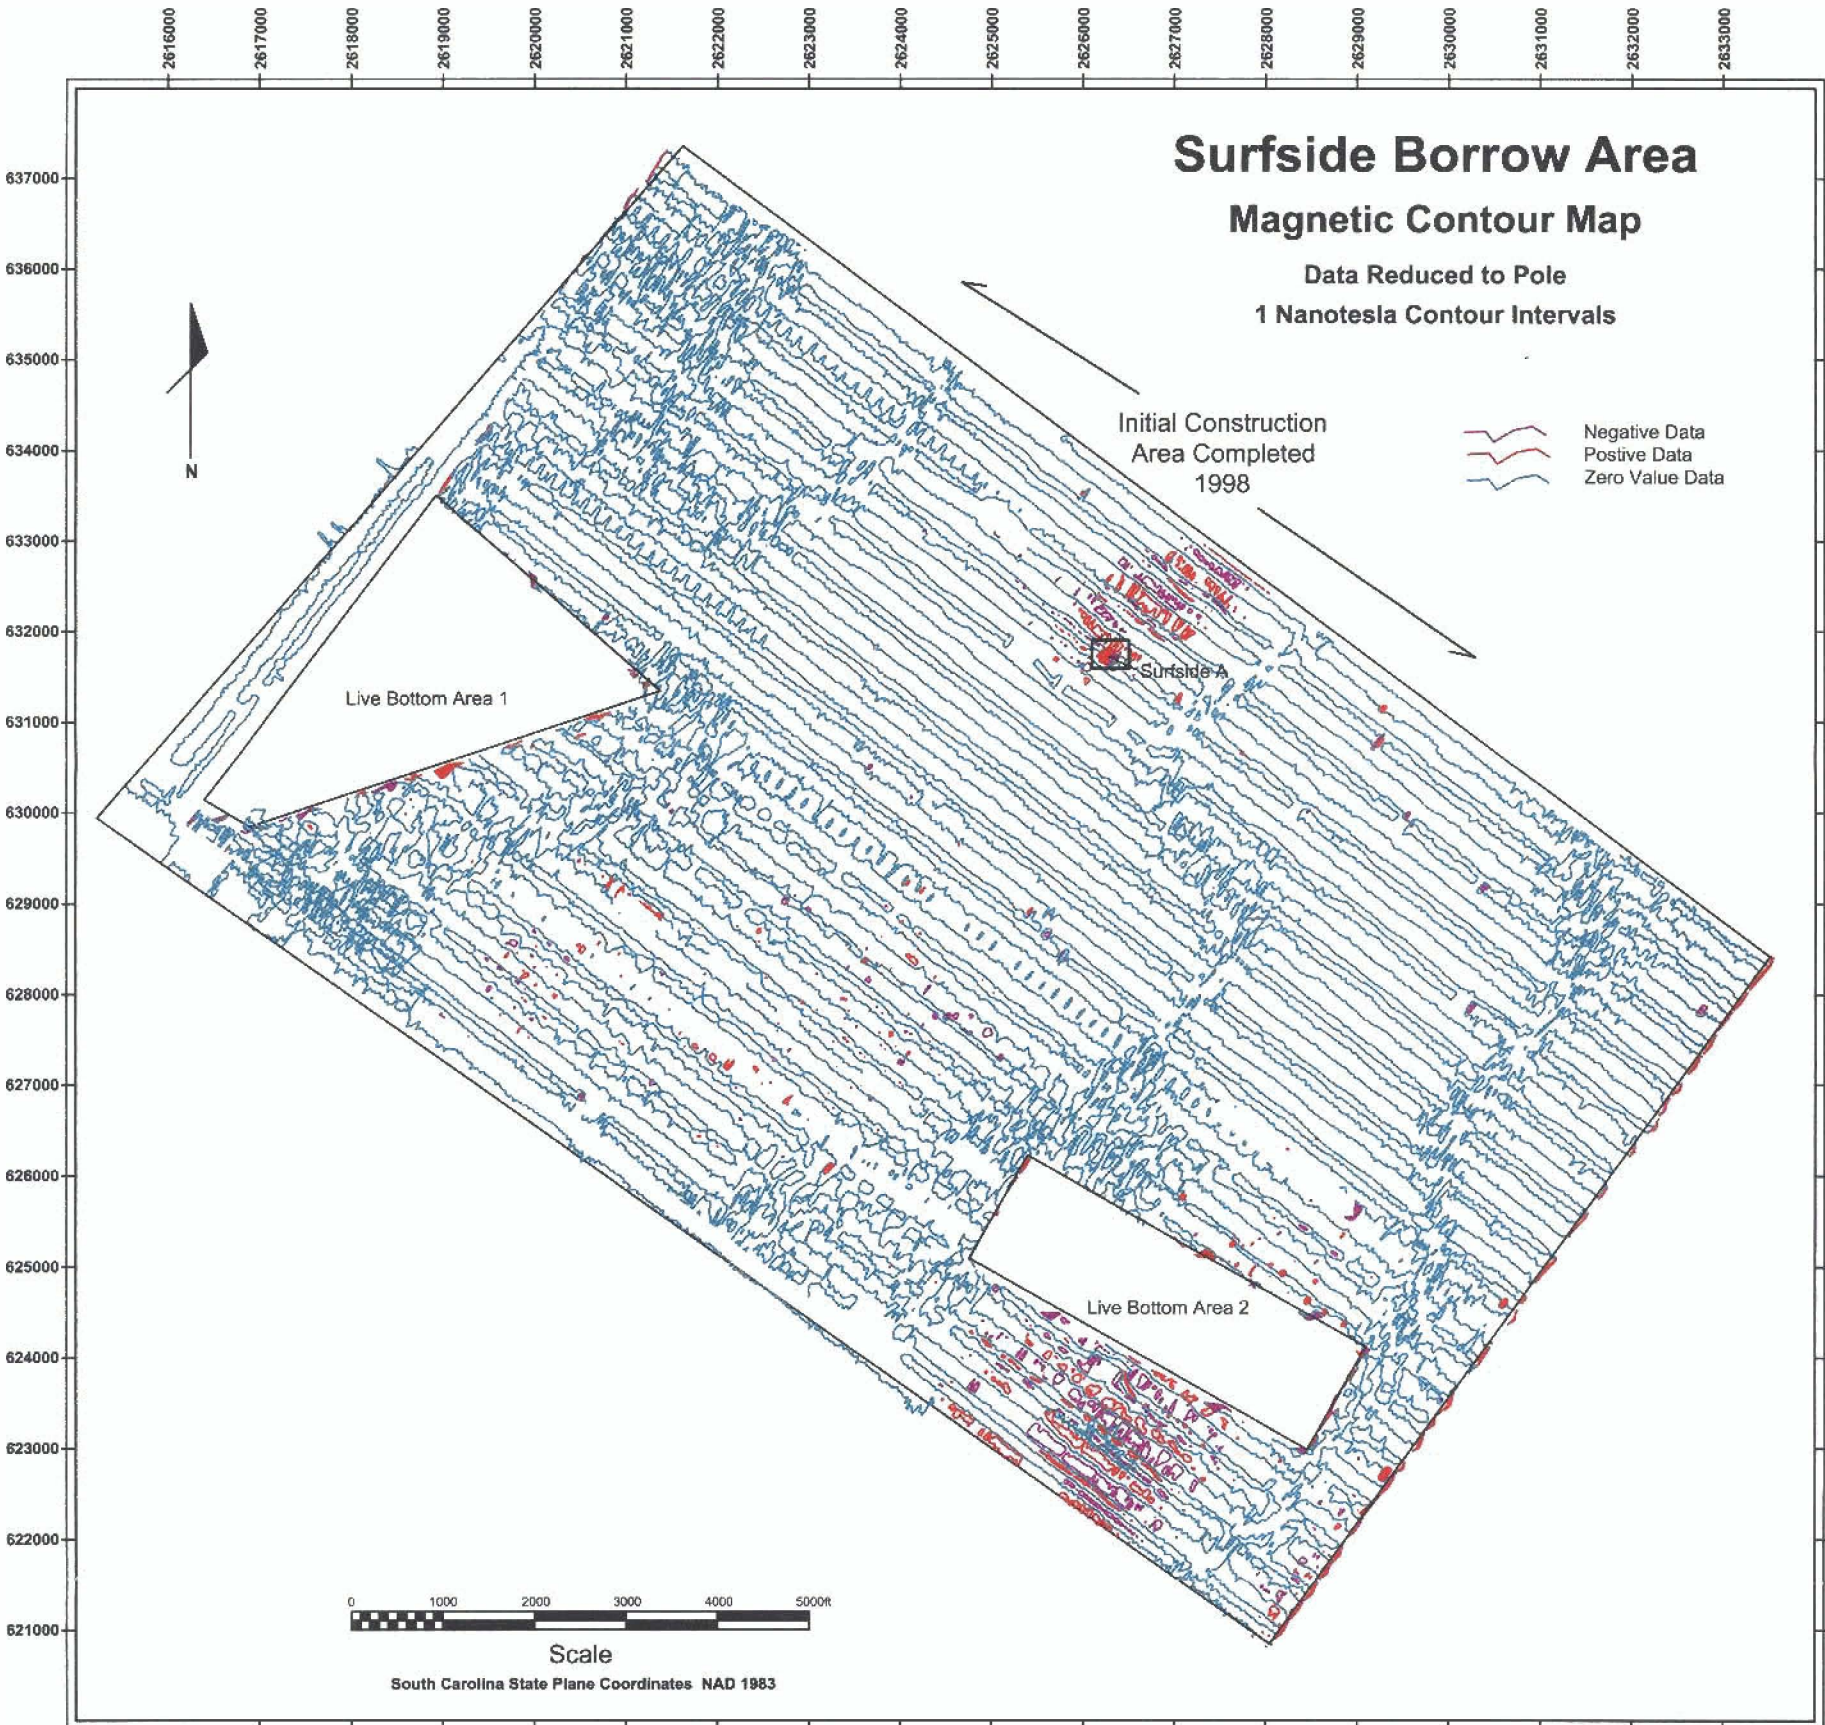 2616000
2617000
2618000
2619000
2620000
2621000
2622000
2623000
2624000
2625000
2626000
2627000
2628000
2629000
2630000
2631000
2632000
2633000
Surfside Borrow Area
Magnetic Contour Map
Data Reduced to Pole
1 Nanotesla Contour Intervals
637000
636000
635000
634000
633000
632000
631000
630000
629000
628000
627000
626000
625000
624000
623000
622000
621000
N
Initial Construction
Area Completed
1998
Negative Data
Postive Data
Zero Value Data
Surfside A
Live Bottom Area 1
Live Bottom Area 2
0 1000 2000 3000 4000 5000ft
Scale
South Carolina State Plane Coordinates NAD 1983